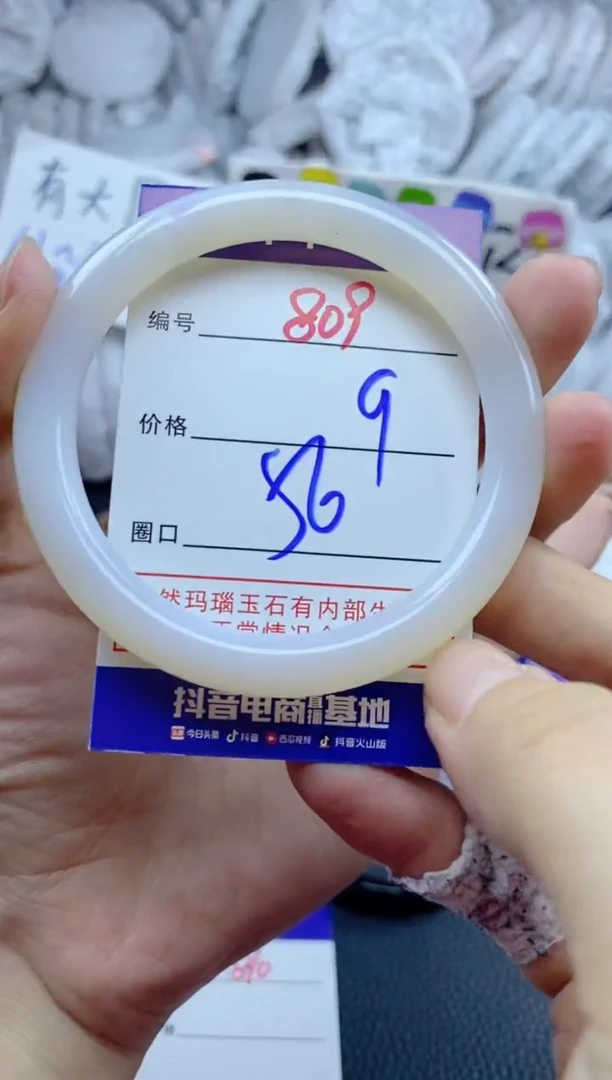 有大
编号 809
价格 9
圈口 56
然玛瑙玉石有内部
正常情况
抖音电商直播基地
今日头条 抖音 西瓜视频 抖音火山版
690